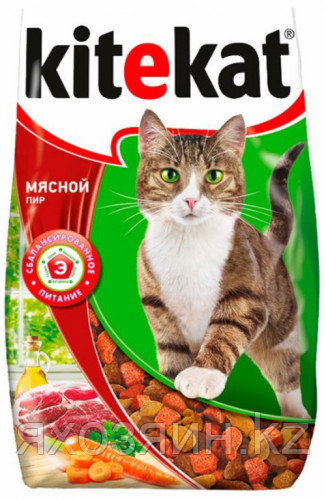 kitekat
МЯСНОЙ
ПИР
СБАЛАНСИРОВАННОЕ
Э
ПИТАНИЕ
ЯХОЗЯИН.KZ